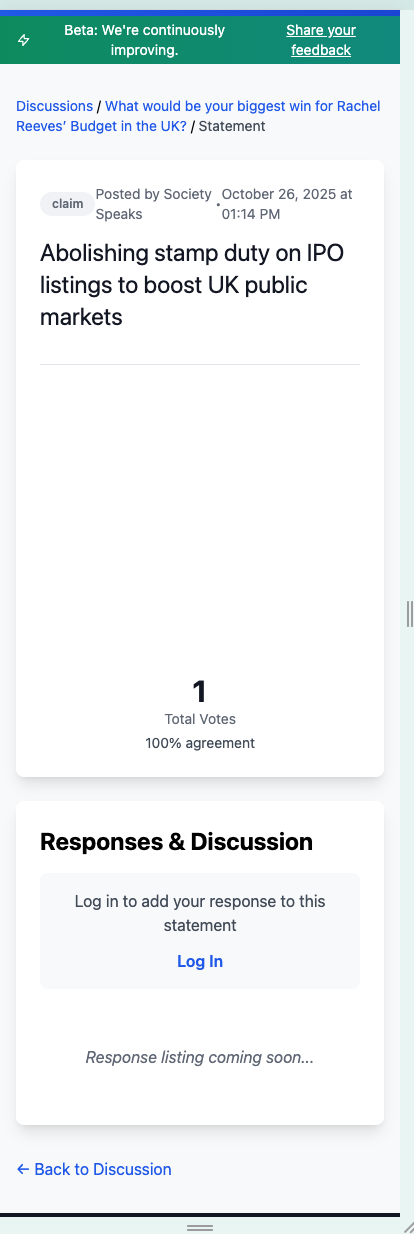 Beta: We're continuously improving.
Share your feedback
Discussions / What would be your biggest win for Rachel
Reeves’ Budget in the UK? / Statement
claim
Posted by Society Speaks
•
October 26, 2025 at 01:14 PM
Abolishing stamp duty on IPO
listings to boost UK public
markets
1
Total Votes
100% agreement
Responses & Discussion
Log in to add your response to this
statement
Log In
Response listing coming soon...
← Back to Discussion